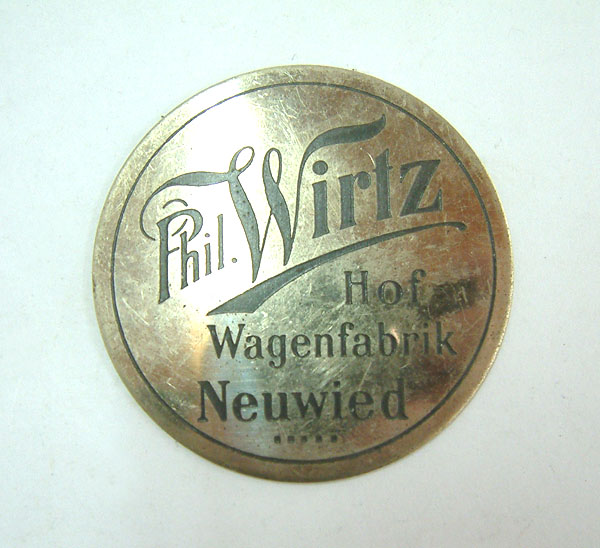 Phil. Wirtz
Hof
Wagenfabrik
Neuwied